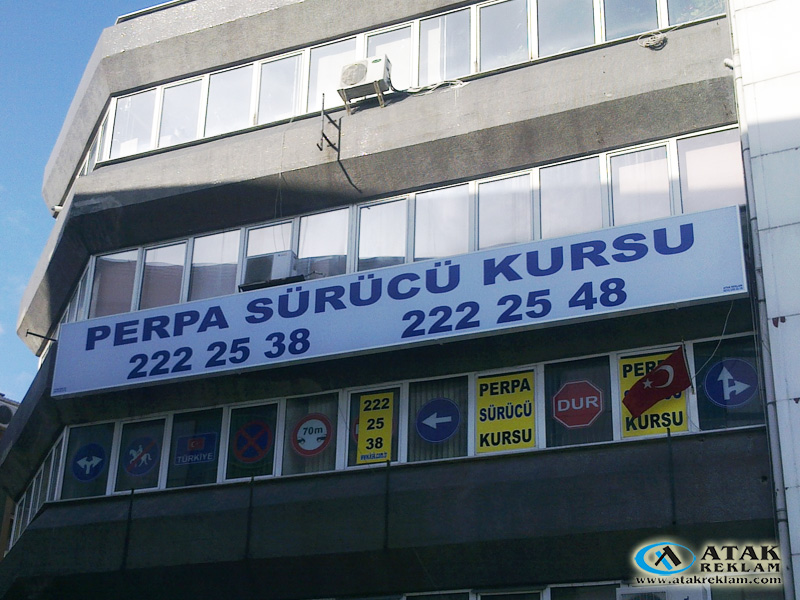 PERPA SÜRÜCÜ KURSU
222 25 38
222 25 48
TÜRKİYE
70m
222
25
38
PERPA
SÜRÜCÜ
KURSU
DUR
PERPA
KURSU
ATAK
REKLAM
www.atakreklam.com